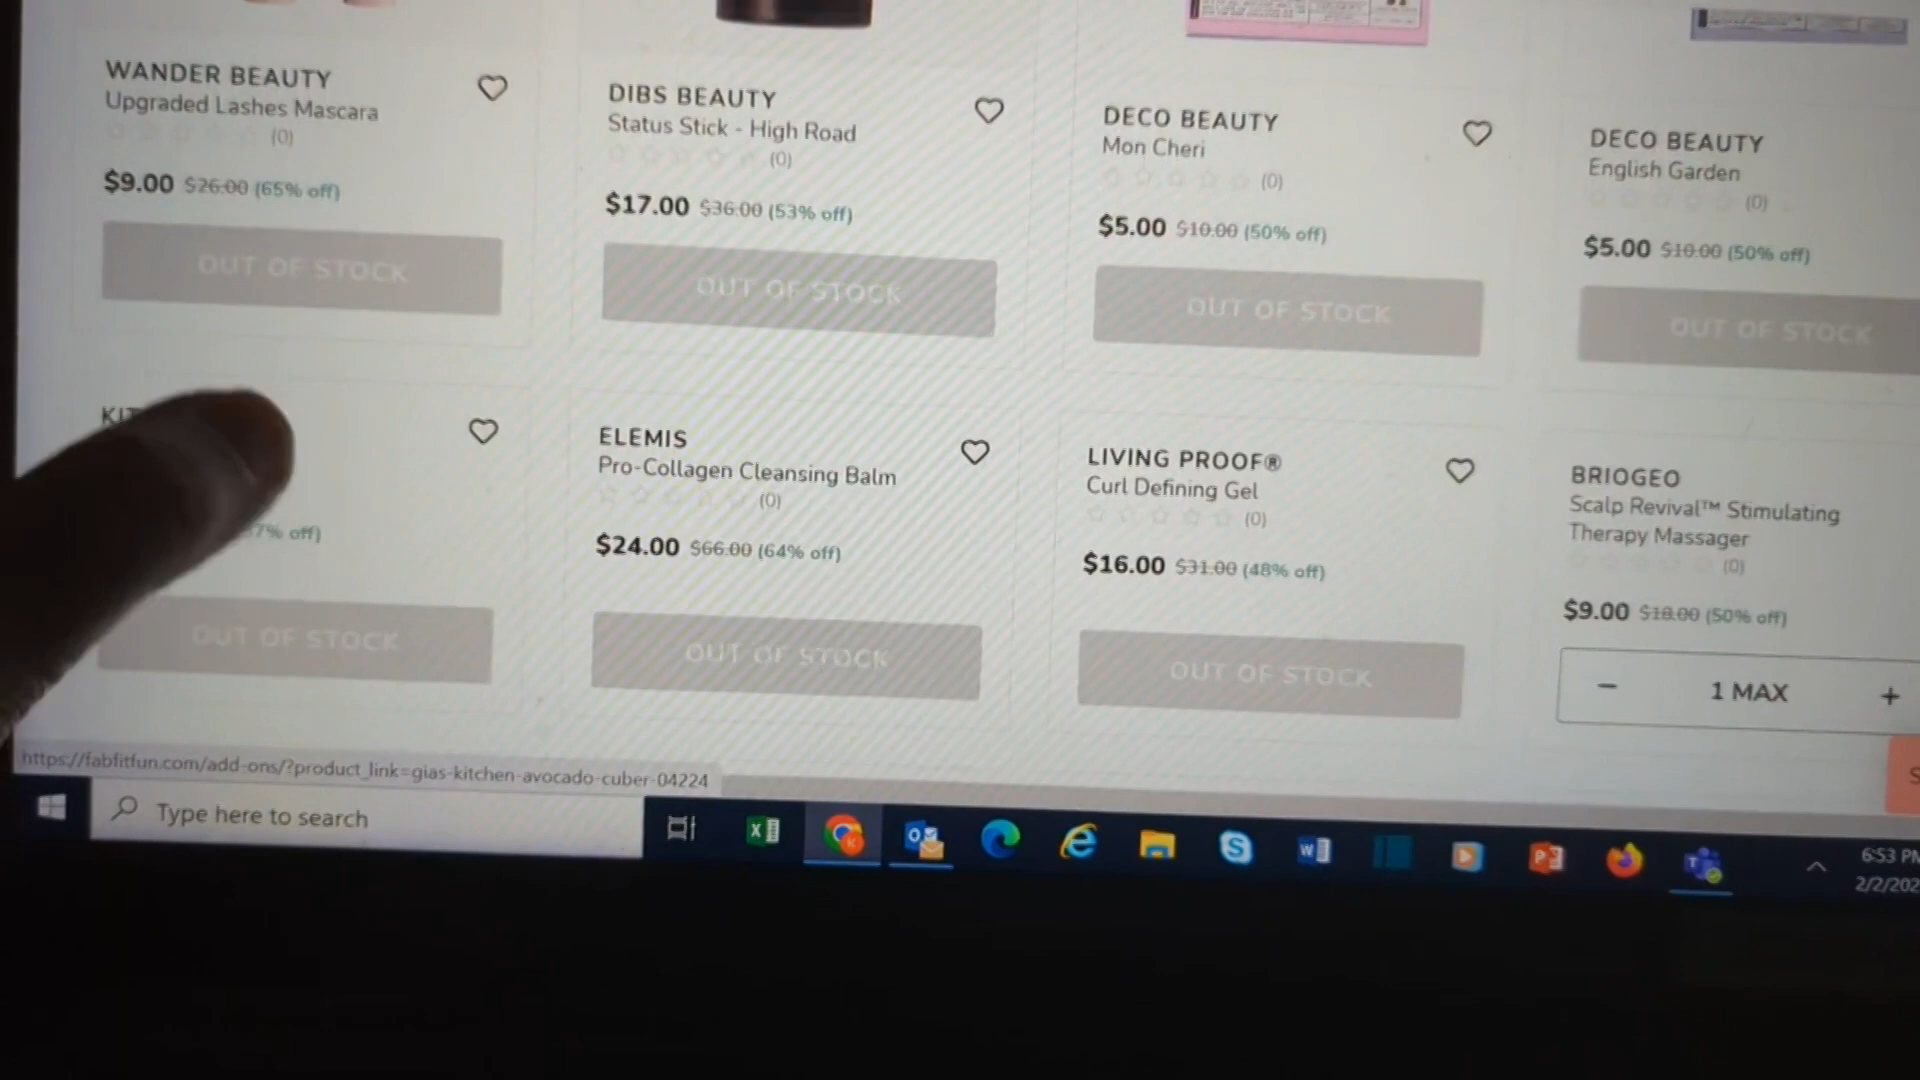 WANDER BEAUTY
Upgraded Lashes Mascara
(0)
$9.00 $26.00 (65% off)
OUT OF STOCK
DIBS BEAUTY
Status Stick - High Road
(0)
$17.00 $36.00 (53% off)
OUT OF STOCK
DECO BEAUTY
Mon Cheri
(0)
$5.00 $10.00 (50% off)
OUT OF STOCK
DECO BEAUTY
English Garden
(0)
$5.00 $10.00 (50% off)
OUT OF STOCK
KIT
7% off)
OUT OF STOCK
ELEMIS
Pro-Collagen Cleansing Balm
(0)
$24.00 $66.00 (64% off)
OUT OF STOCK
LIVING PROOF®
Curl Defining Gel
(0)
$16.00 $31.00 (48% off)
OUT OF STOCK
BRIOGEO
Scalp Revival™ Stimulating
Therapy Massager
(0)
$9.00 $18.00 (50% off)
− 1 MAX +
S
https://fabfitfun.com/add-ons/?product_link=gias-kitchen-avocado-cuber-04224
Type here to search
6:53 PM
2/2/202